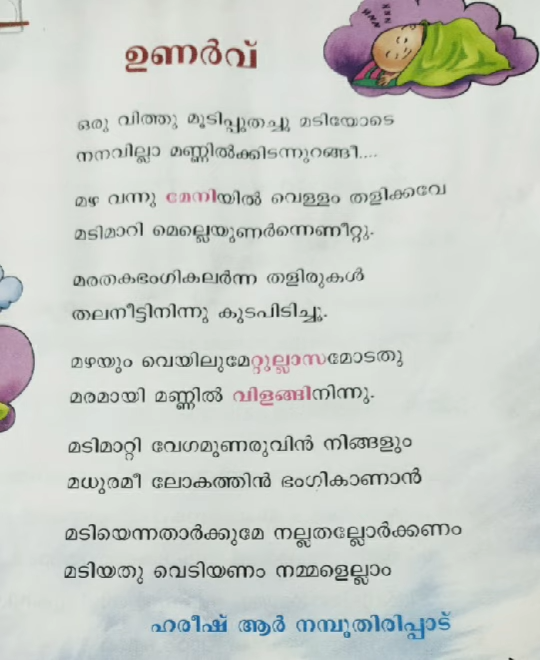 ഉണർവ്
ഒരു വിത്തു മൂടിപ്പുതച്ചു മടിയോടെ
നനവില്ലാ മണ്ണിൽക്കിടന്നുറങ്ങീ....
മഴ വന്നു മേനിയിൽ വെള്ളം തളിക്കവേ
മടിമാറി മെല്ലെയുണർന്നെണീറ്റു.
മരതകഭംഗികലർന്ന തളിരുകൾ
തലനീട്ടിനിന്നു കുടപിടിച്ചൂ.
മഴയും വെയിലുമേറ്റുല്ലാസമോടതു
മരമായി മണ്ണിൽ വിളങ്ങിനിന്നു.
മടിമാറ്റി വേഗമുണരുവിൻ നിങ്ങളും
മധുരമീ ലോകത്തിൻ ഭംഗികാണാൻ
മടിയെന്നതാർക്കുമേ നല്ലതല്ലോർക്കണം
മടിയതു വെടിയണം നമ്മളെല്ലാം
ഹരീഷ് ആർ നമ്പൂതിരിപ്പാട്